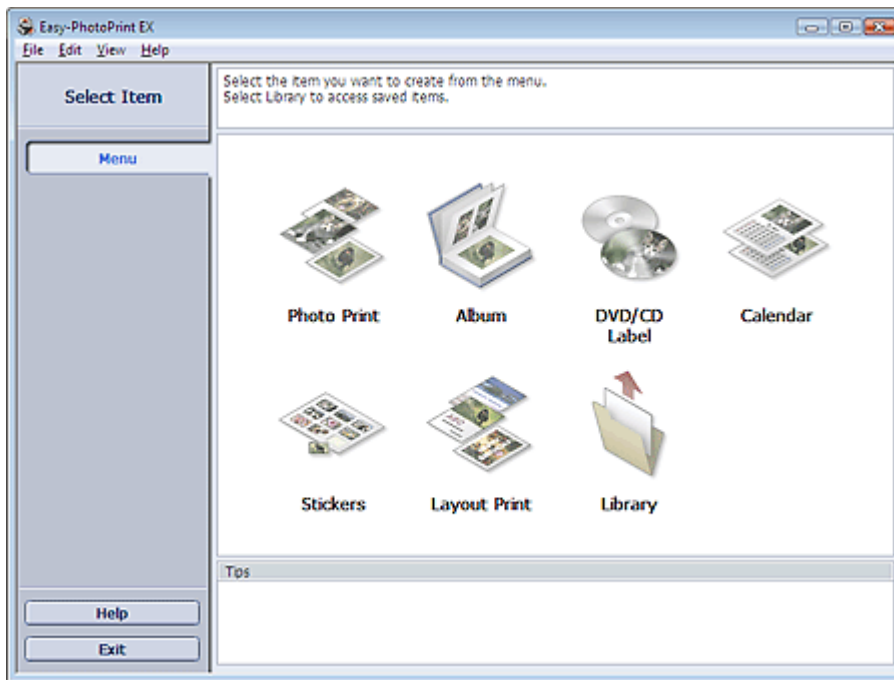 Easy-PhotoPrint EX
File Edit View Help
Select Item
Select the item you want to create from the menu.
Select Library to access saved items.
Menu
Photo Print
Album
DVD/CD
Label
Calendar
Stickers
Layout Print
Library
Tips
Help
Exit